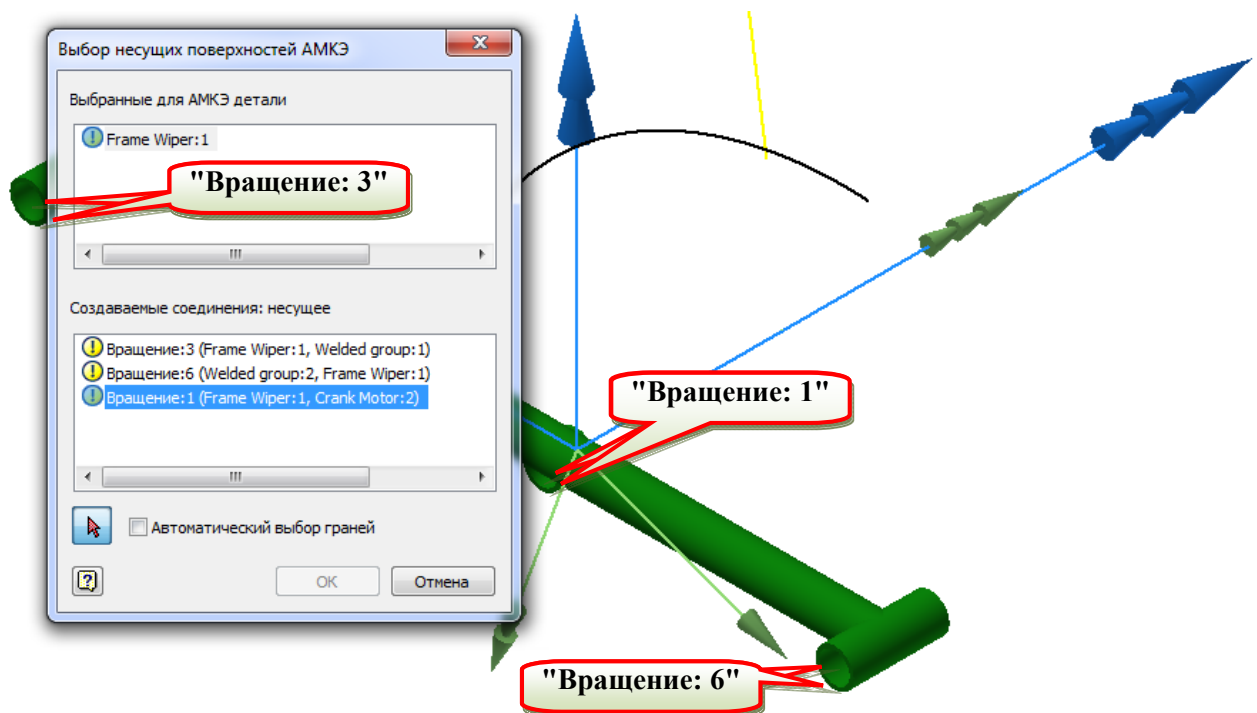 Выбор несущих поверхностей АМКЭ
Выбранные для АМКЭ детали
Frame Wiper:1
"Вращение: 3"
Создаваемые соединения: несущее
Вращение:3 (Frame Wiper:1, Welded group:1)
Вращение:6 (Welded group:2, Frame Wiper:1)
Вращение:1 (Frame Wiper:1, Crank Motor:2)
"Вращение: 1"
Автоматический выбор граней
OK
Отмена
"Вращение: 6"